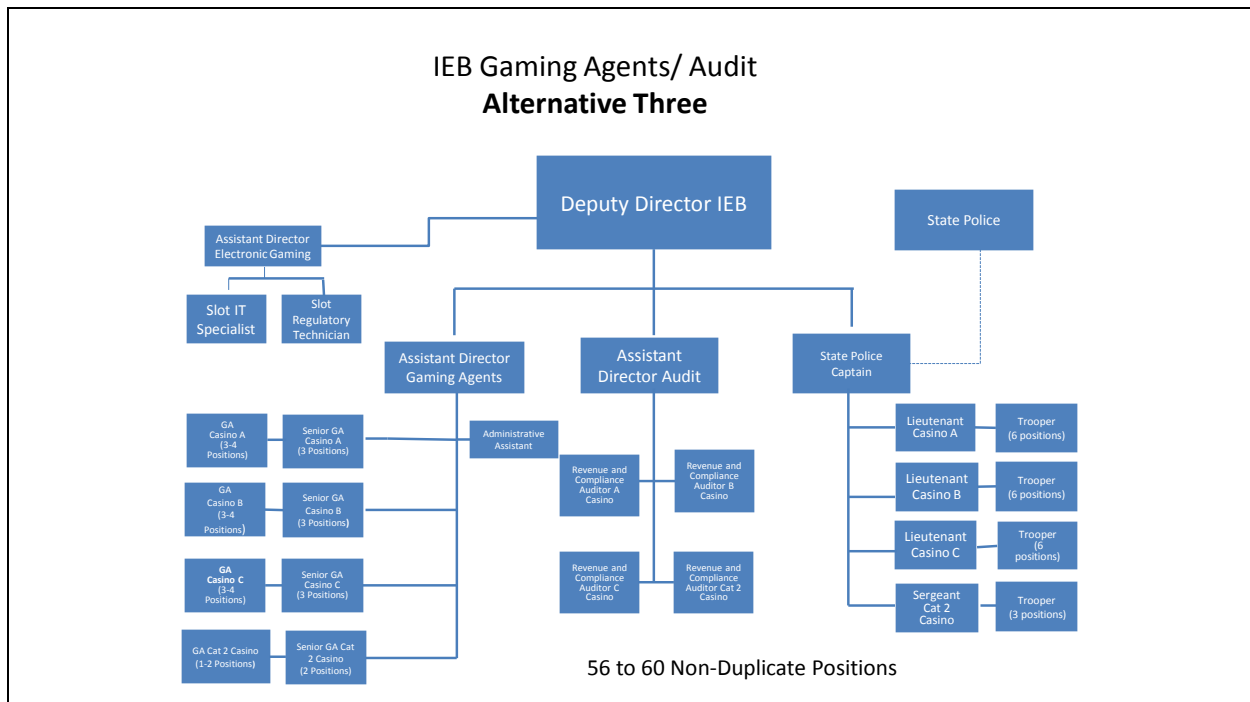 IEB Gaming Agents/ Audit
Alternative Three
Deputy Director IEB
State Police
Assistant Director
Electronic Gaming
Slot IT
Specialist
Slot
Regulatory
Technician
Assistant Director
Gaming Agents
Assistant
Director Audit
State Police
Captain
GA
Casino A
(3-4
Positions)
Senior GA
Casino A
(3 Positions)
Administrative
Assistant
GA
Casino B
(3-4
Positions)
Senior GA
Casino B
(3 Positions)
GA
Casino C
(3-4
Positions)
Senior GA
Casino C
(3 Positions)
GA Cat 2 Casino
(1-2 Positions)
Senior GA Cat
2 Casino
(2 Positions)
Revenue and
Compliance
Auditor A
Casino
Revenue and
Compliance
Auditor B
Casino
Revenue and
Compliance
Auditor C
Casino
Revenue and
Compliance
Auditor Cat 2
Casino
Lieutenant
Casino A
Trooper
(6 positions)
Lieutenant
Casino B
Trooper
(6 positions)
Lieutenant
Casino C
Trooper
(6
positions)
Sergeant
Cat 2
Casino
Trooper
(3 positions)
56 to 60 Non-Duplicate Positions